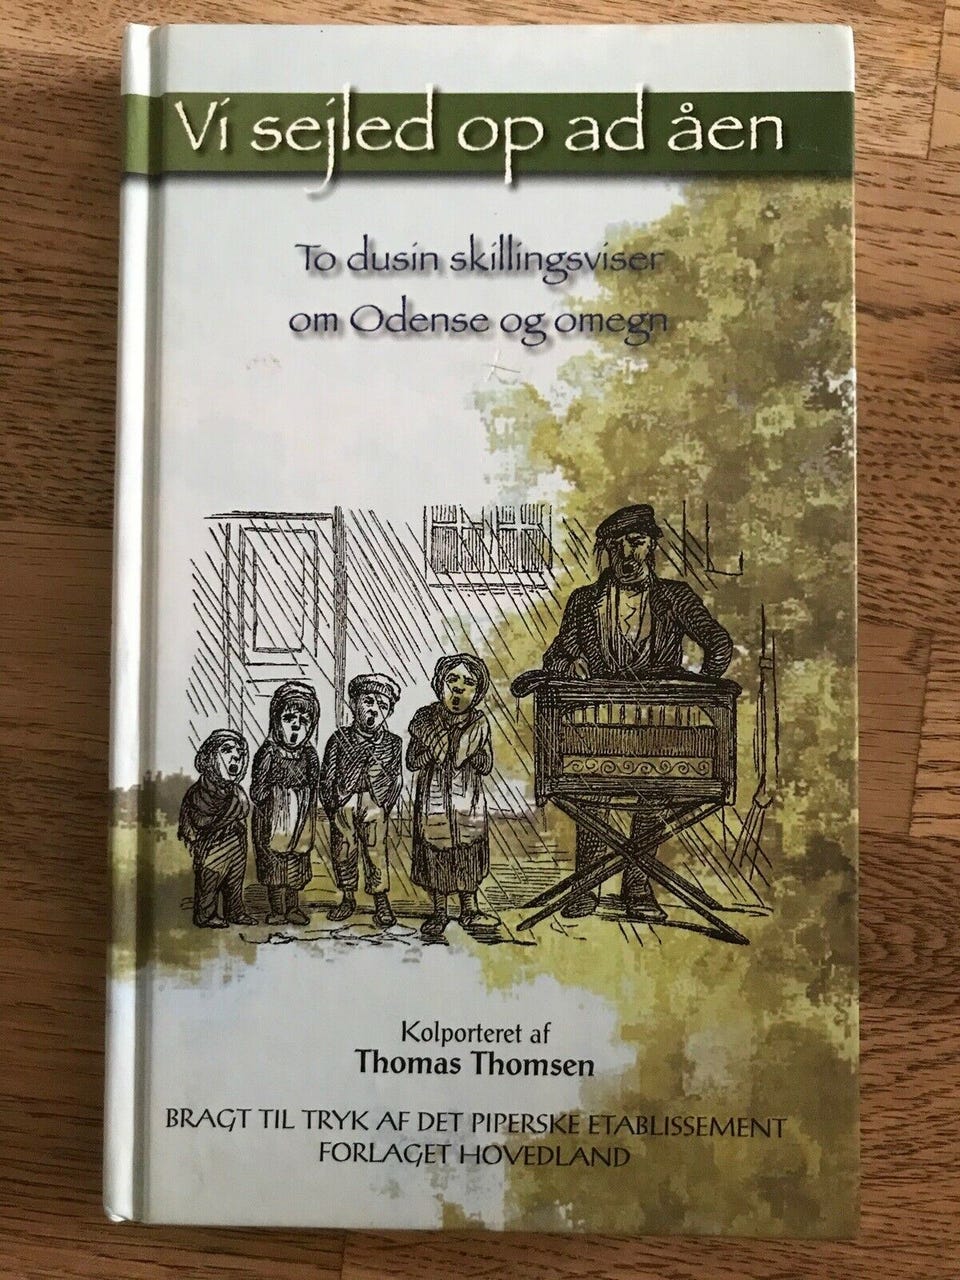 Vi sejled op ad åen
To dusin skillingsviser
om Odense og omegn
Kolporteret af
Thomas Thomsen
BRAGT TIL TRYK AF DET PIPERSKE ETABLISSEMENT
FORLAGET HOVEDLAND